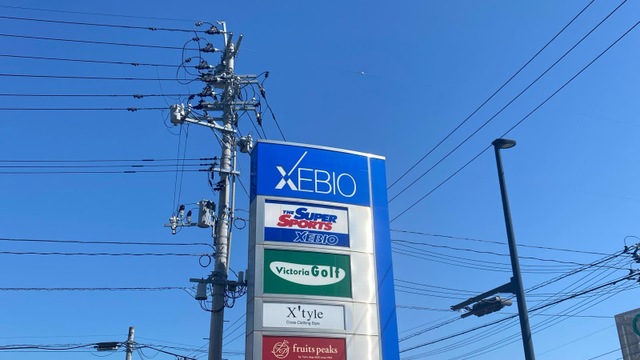 XEBIO
THE SUPER
SPORTS
XEBIO
Victoria Golf
X'tyle
fruits peaks